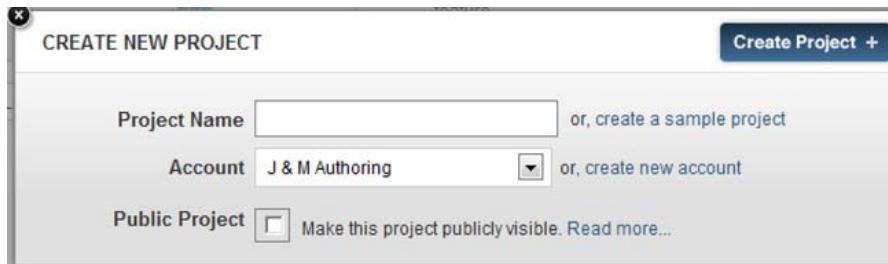 feature
x
CREATE NEW PROJECT
Create Project +
Project Name
or, create a sample project
Account
J & M Authoring
or, create new account
Public Project
Make this project publicly visible. Read more...